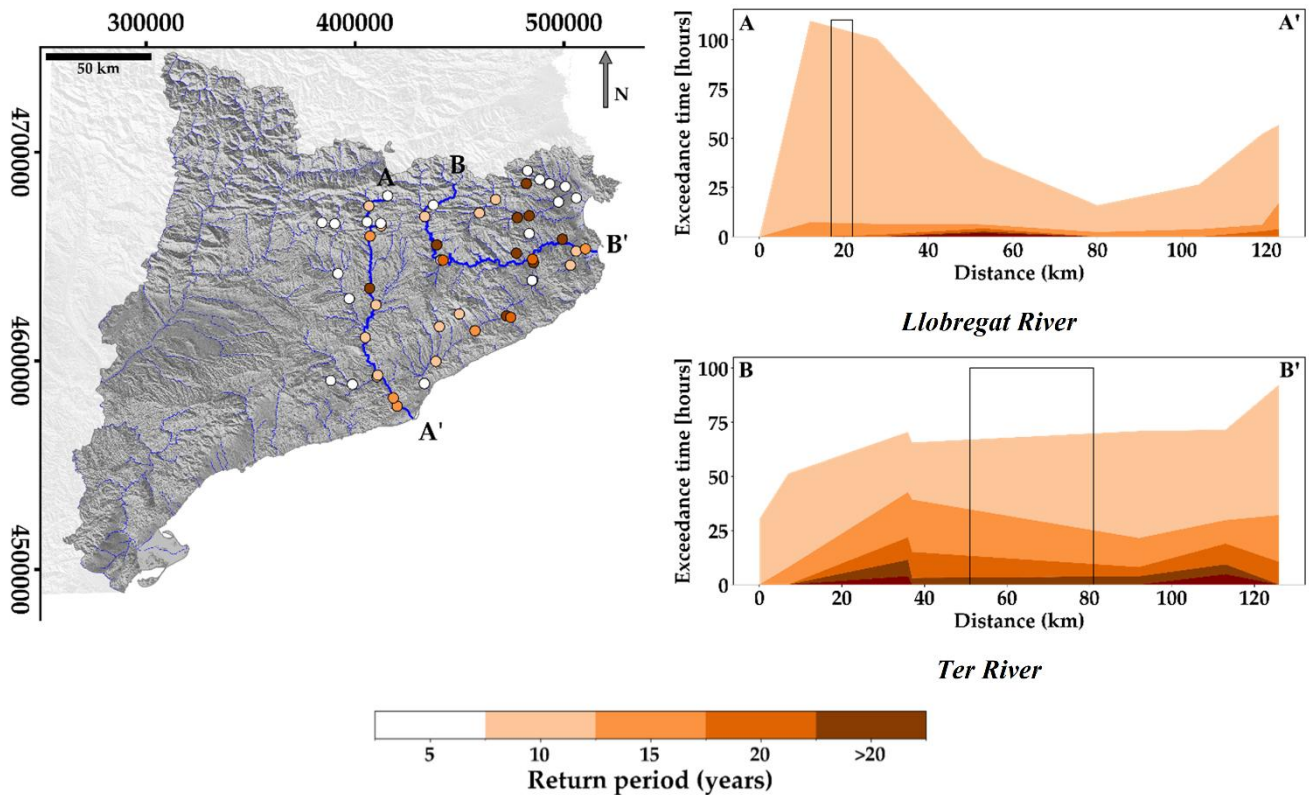 300000 400000 500000
50 km
N
4700000
4600000
4500000
A
B
B'
A'
A A'
100
75
50
25
0
Exceedance time [hours]
0 20 40 60 80 100 120
Distance (km)
Llobregat River
B B'
100
75
50
25
0
Exceedance time [hours]
0 20 40 60 80 100 120
Distance (km)
Ter River
5 10 15 20 >20
Return period (years)